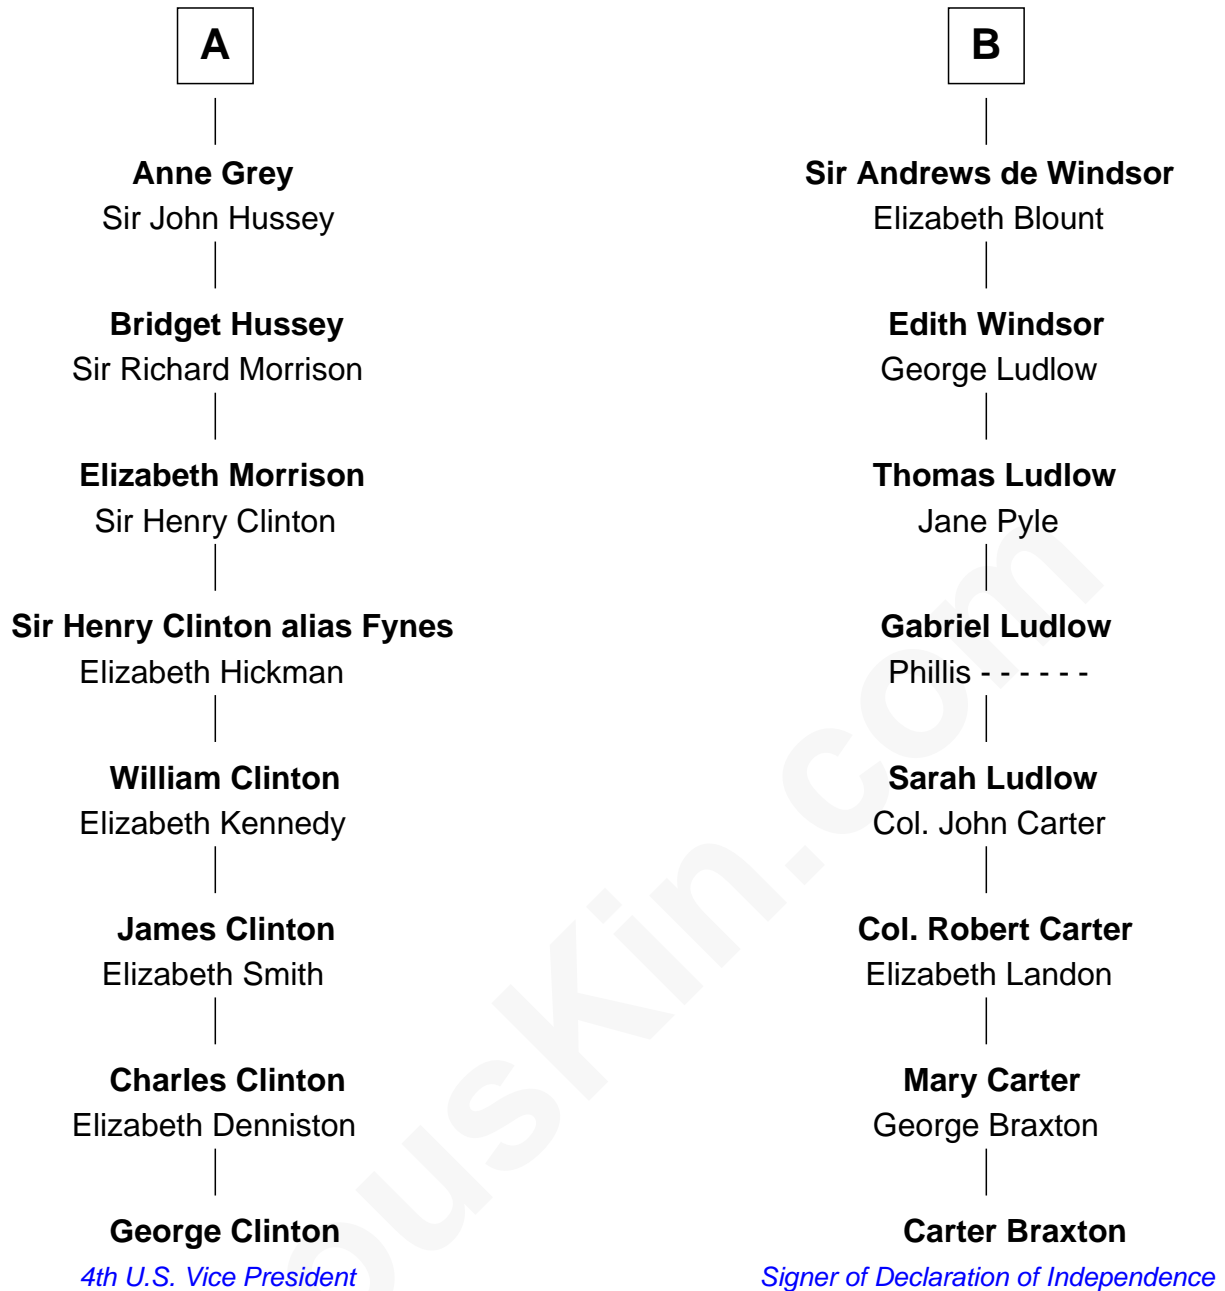 A
Anne Grey
Sir John Hussey
Bridget Hussey
Sir Richard Morrison
Elizabeth Morrison
Sir Henry Clinton
Sir Henry Clinton alias Fynes
Elizabeth Hickman
William Clinton
Elizabeth Kennedy
James Clinton
Elizabeth Smith
Charles Clinton
Elizabeth Denniston
George Clinton
4th U.S. Vice President
B
Sir Andrews de Windsor
Elizabeth Blount
Edith Windsor
George Ludlow
Thomas Ludlow
Jane Pyle
Gabriel Ludlow
Phillis - - - - - -
Sarah Ludlow
Col. John Carter
Col. Robert Carter
Elizabeth Landon
Mary Carter
George Braxton
Carter Braxton
Signer of Declaration of Independence
ousKin.com